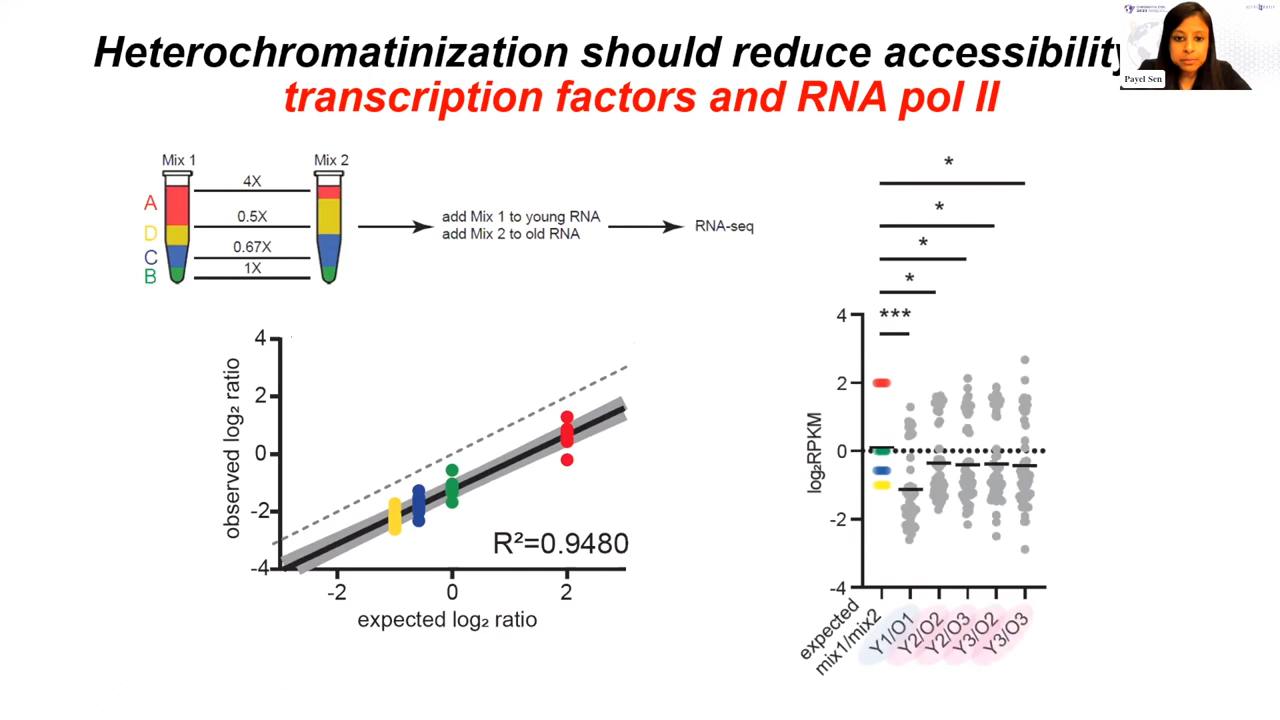 Heterochromatinization should reduce accessibility
transcription factors and RNA pol II
Payel Sen
Mix 1
Mix 2
A
D
C
B
4X
0.5X
0.67X
1X
add Mix 1 to young RNA
add Mix 2 to old RNA
RNA-seq
observed log₂ ratio
4
2
0
-2
-4
-2
0
2
expected log₂ ratio
R²=0.9480
*
*
*
*
***
log₂RPKM
4
2
0
-2
-4
expected
mix1/mix2
Y1/O1
Y2/O2
Y2/O3
Y3/O2
Y3/O3